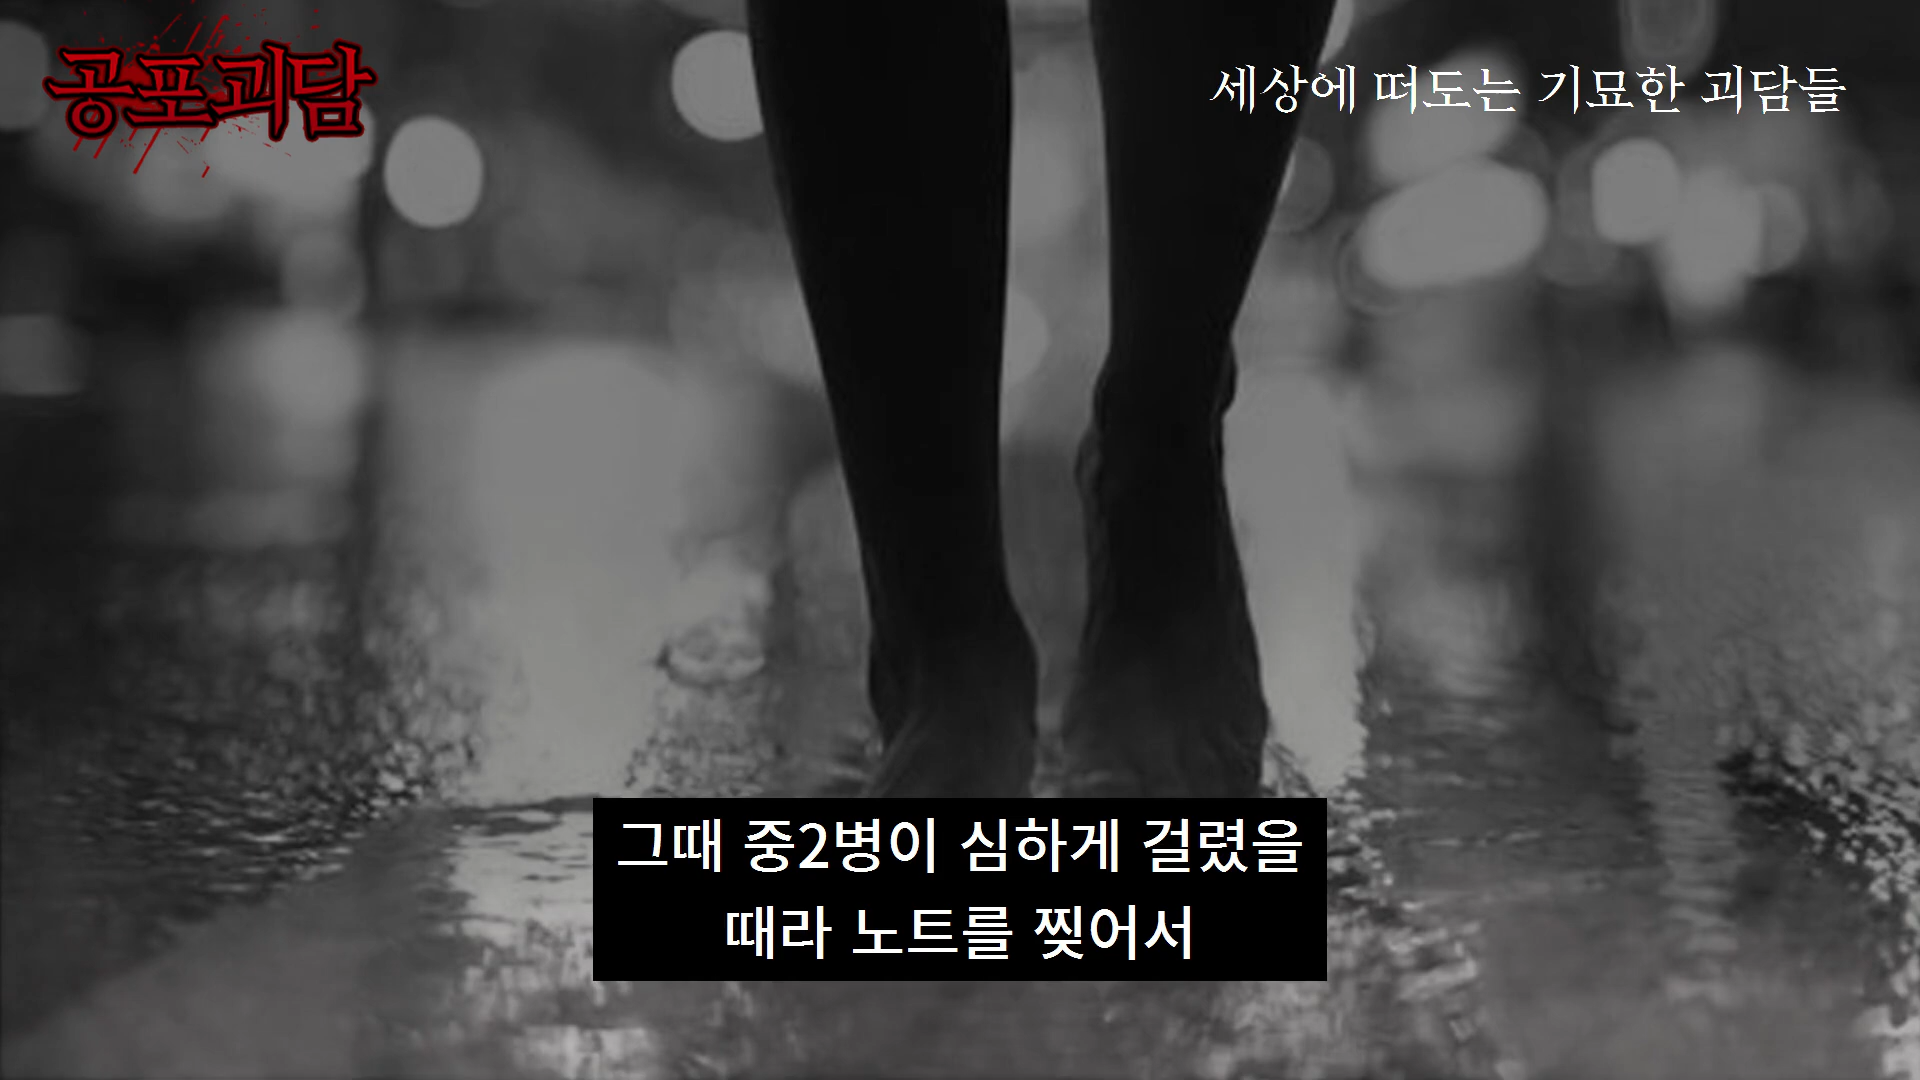 공포괴담
세상에 떠도는 기묘한 괴담들
그때 중2병이 심하게 걸렸을
때라 노트를 찢어서